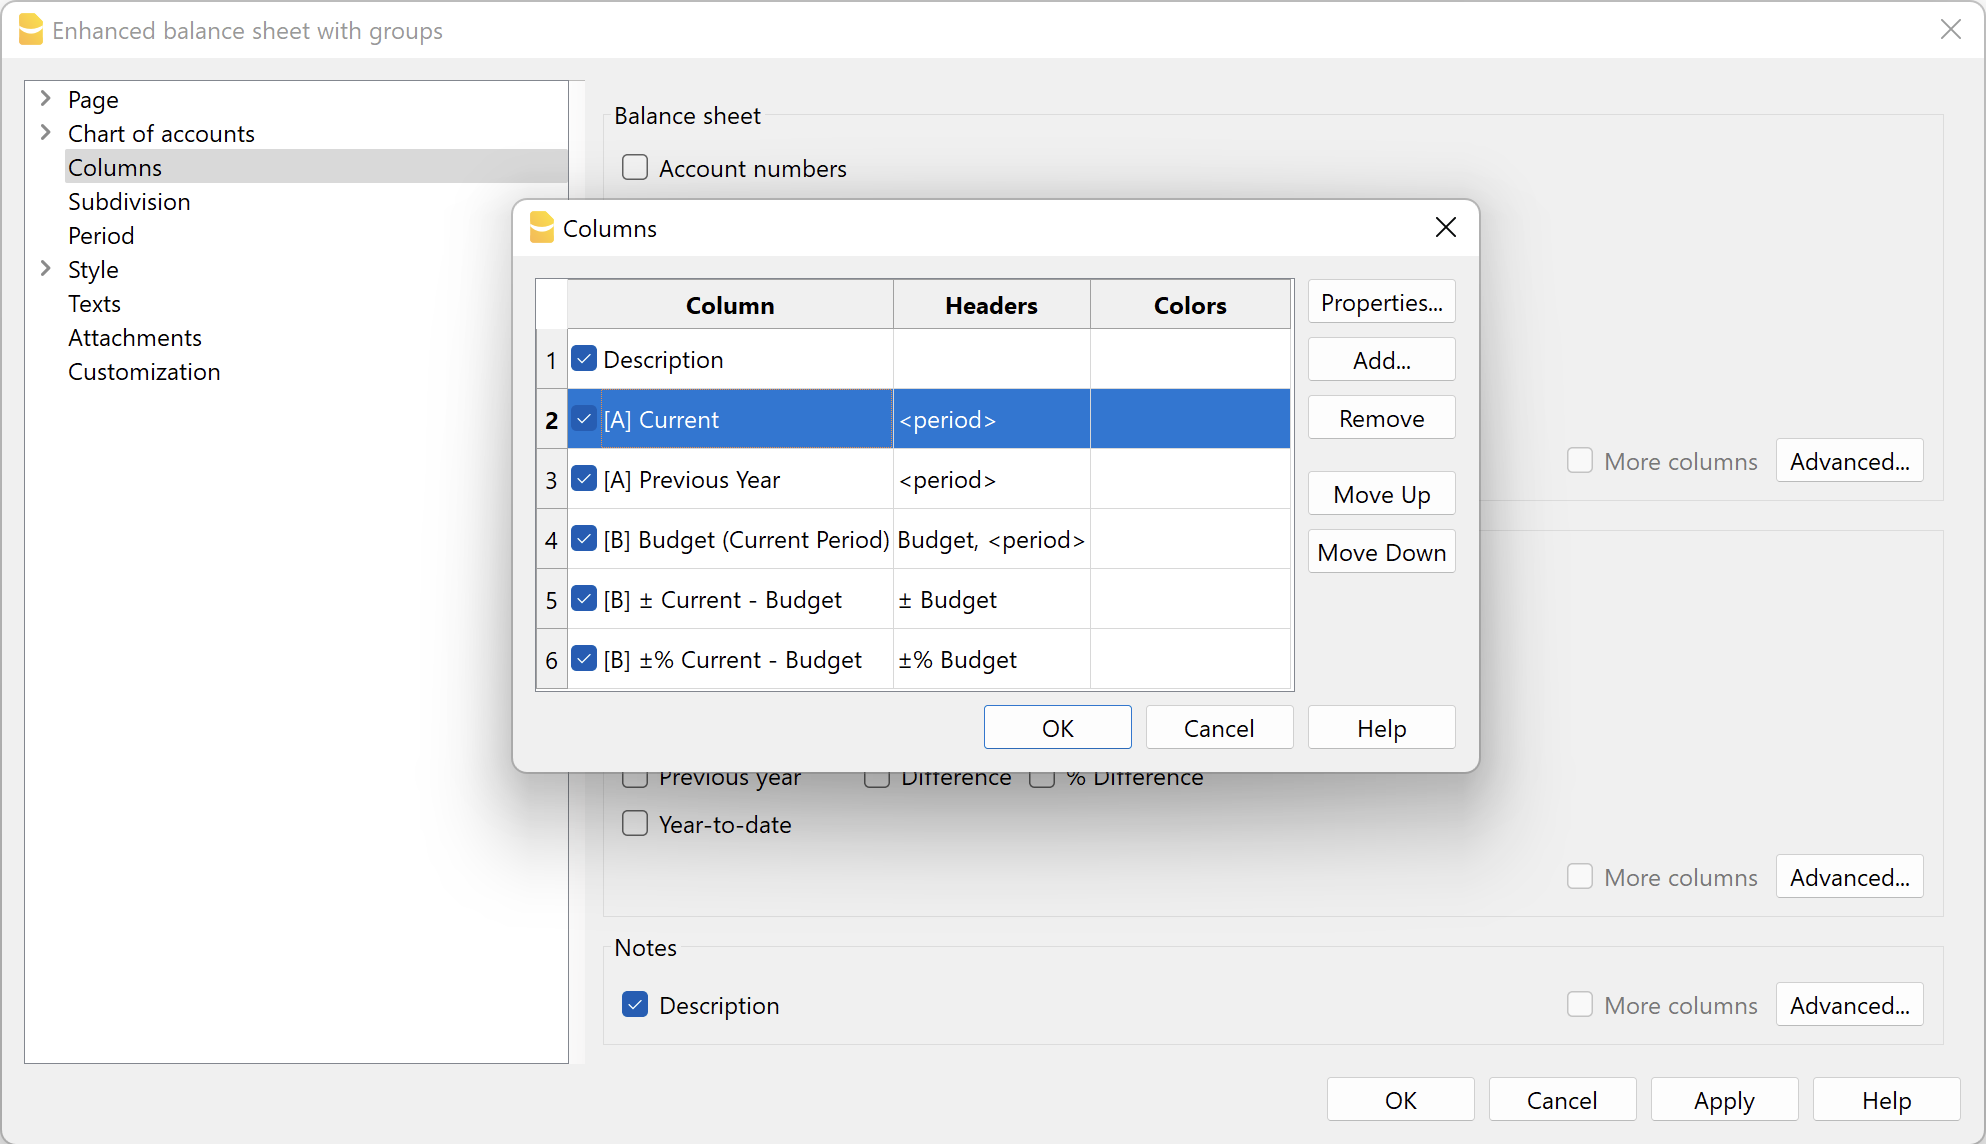 Enhanced balance sheet with groups
Page
Chart of accounts
Columns
Subdivision
Period
Style
Texts
Attachments
Customization
Balance sheet
Account numbers
More columns Advanced...
Columns
Column Headers Colors
1 Description
2 [A] Current <period>
3 [A] Previous Year <period>
4 [B] Budget (Current Period) Budget, <period>
5 [B] ± Current - Budget ± Budget
6 [B] ±% Current - Budget ±% Budget
Properties...
Add...
Remove
Move Up
Move Down
OK Cancel Help
Previous year Difference % Difference
Year-to-date
More columns Advanced...
Notes
Description More columns Advanced...
OK Cancel Apply Help